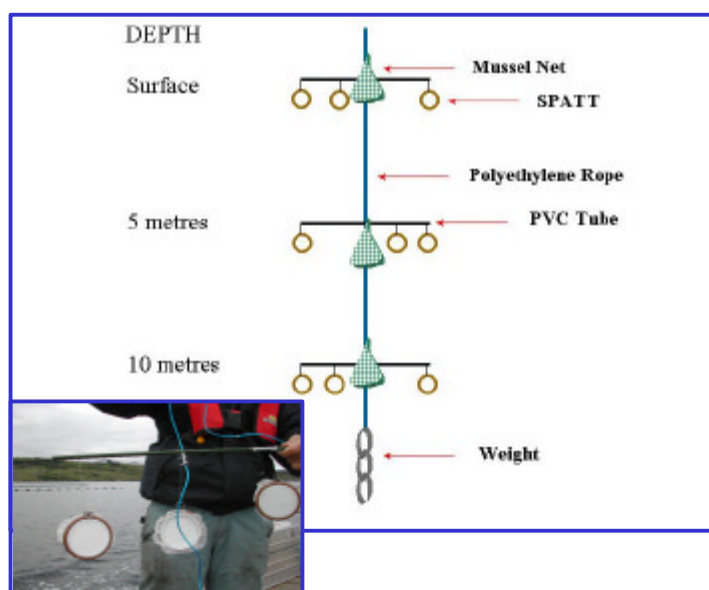 DEPTH
Mussel Net
Surface
SPATT
Polyethylene Rope
5 metres
PVC Tube
10 metres
Weight